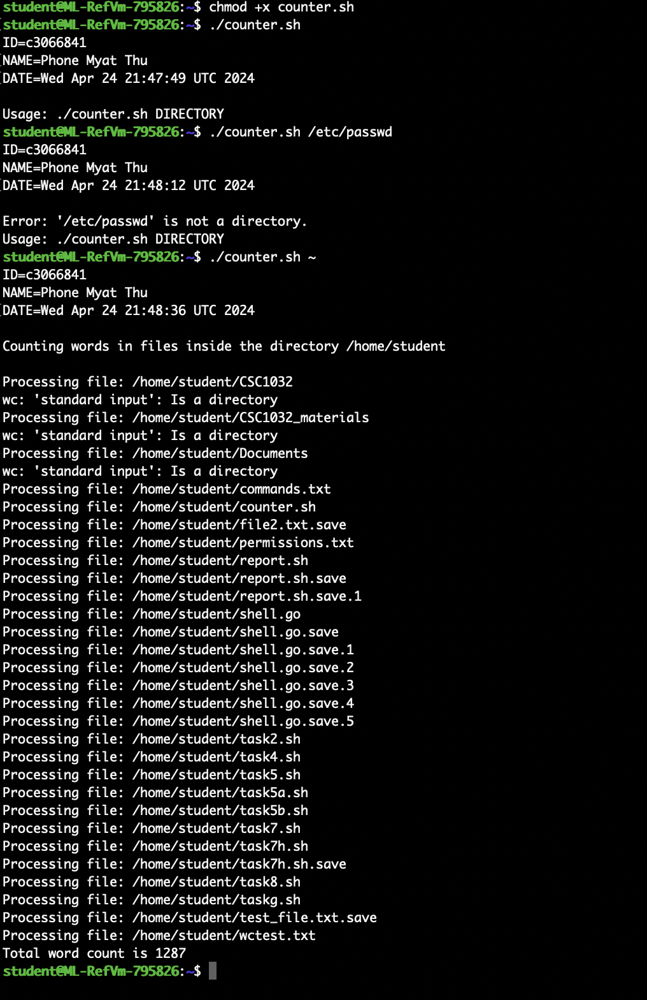 student@ML-RefVm-795826:~$ chmod +x counter.sh
student@ML-RefVm-795826:~$ ./counter.sh
ID=c3066841
NAME=Phone Myat Thu
DATE=Wed Apr 24 21:47:49 UTC 2024

Usage: ./counter.sh DIRECTORY
student@ML-RefVm-795826:~$ ./counter.sh /etc/passwd
ID=c3066841
NAME=Phone Myat Thu
DATE=Wed Apr 24 21:48:12 UTC 2024

Error: '/etc/passwd' is not a directory.
Usage: ./counter.sh DIRECTORY
student@ML-RefVm-795826:~$ ./counter.sh ~
ID=c3066841
NAME=Phone Myat Thu
DATE=Wed Apr 24 21:48:36 UTC 2024

Counting words in files inside the directory /home/student

Processing file: /home/student/CSC1032
wc: 'standard input': Is a directory
Processing file: /home/student/CSC1032_materials
wc: 'standard input': Is a directory
Processing file: /home/student/Documents
wc: 'standard input': Is a directory
Processing file: /home/student/commands.txt
Processing file: /home/student/counter.sh
Processing file: /home/student/file2.txt.save
Processing file: /home/student/permissions.txt
Processing file: /home/student/report.sh
Processing file: /home/student/report.sh.save
Processing file: /home/student/report.sh.save.1
Processing file: /home/student/shell.go
Processing file: /home/student/shell.go.save
Processing file: /home/student/shell.go.save.1
Processing file: /home/student/shell.go.save.2
Processing file: /home/student/shell.go.save.3
Processing file: /home/student/shell.go.save.4
Processing file: /home/student/shell.go.save.5
Processing file: /home/student/task2.sh
Processing file: /home/student/task4.sh
Processing file: /home/student/task5.sh
Processing file: /home/student/task5a.sh
Processing file: /home/student/task5b.sh
Processing file: /home/student/task7.sh
Processing file: /home/student/task7h.sh
Processing file: /home/student/task7h.sh.save
Processing file: /home/student/task8.sh
Processing file: /home/student/taskg.sh
Processing file: /home/student/test_file.txt.save
Processing file: /home/student/wctest.txt
Total word count is 1287
student@ML-RefVm-795826:~$